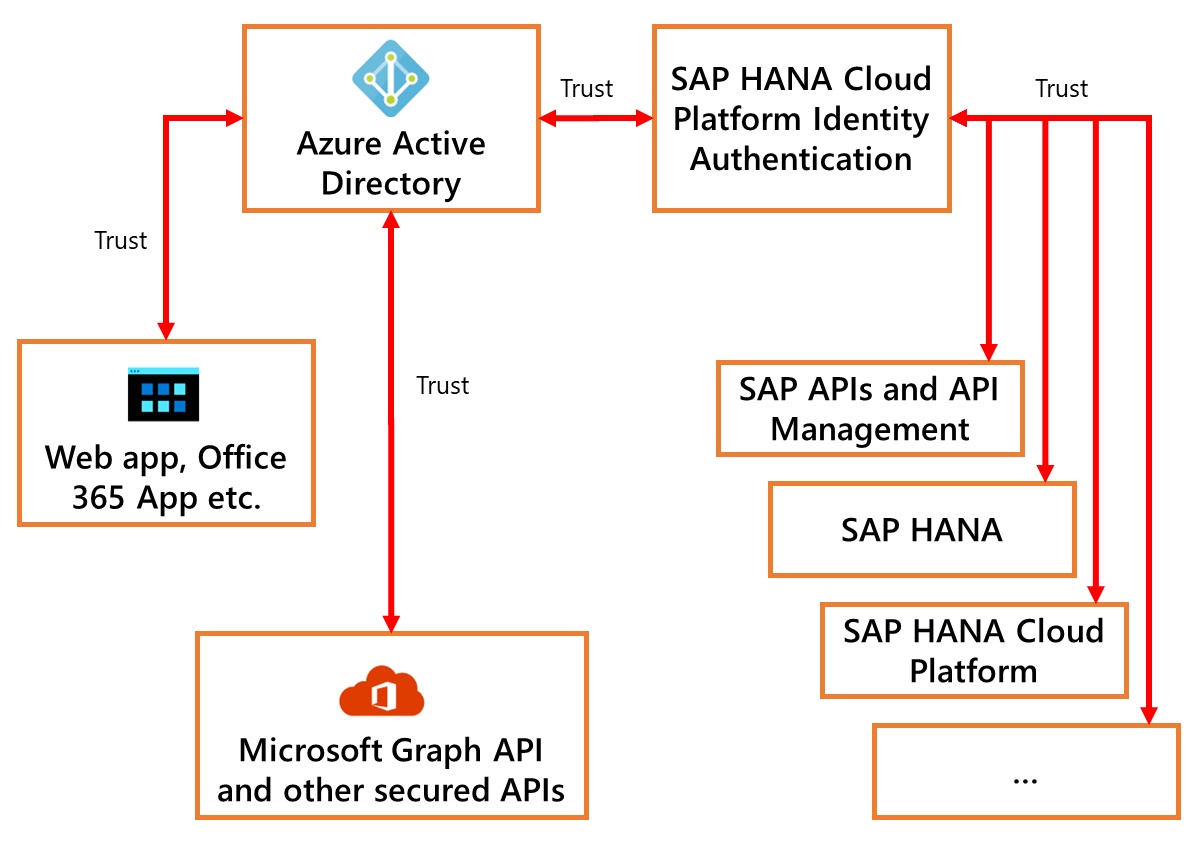 Azure Active
Directory
Trust
SAP HANA Cloud
Platform Identity
Authentication
Trust
Trust
Web app, Office
365 App etc.
Trust
SAP APIs and API
Management
SAP HANA
SAP HANA Cloud
Platform
...
Microsoft Graph API
and other secured APIs